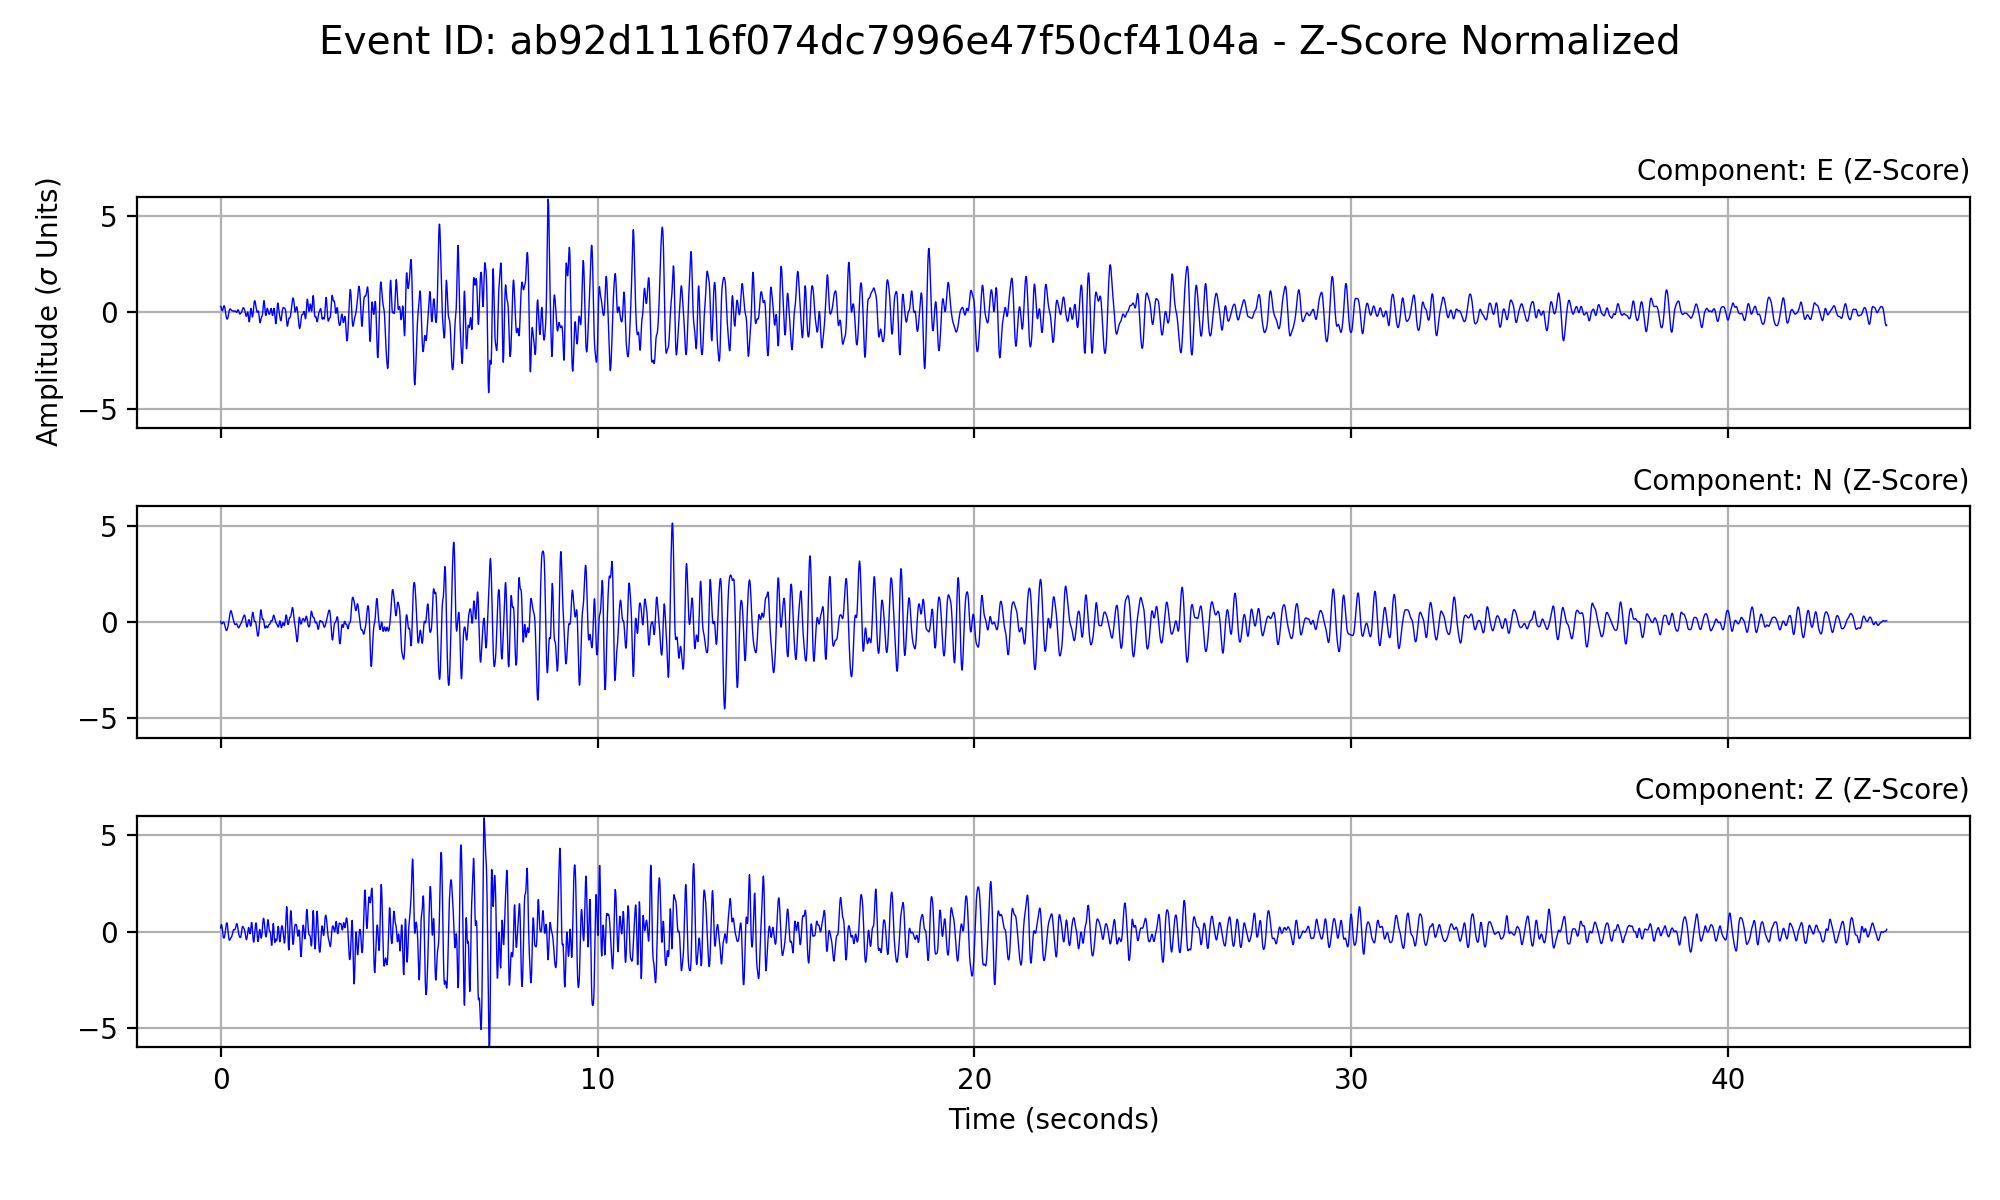 Event ID: ab92d1116f074dc7996e47f50cf4104a - Z-Score Normalized
Component: E (Z-Score)
Amplitude (σ Units)
5
0
−5
Component: N (Z-Score)
5
0
−5
Component: Z (Z-Score)
5
0
−5
0 10 20 30 40
Time (seconds)